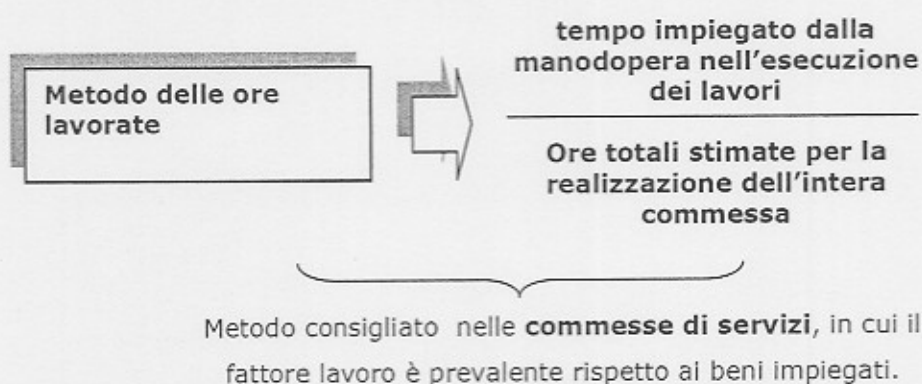 Metodo delle ore
lavorate
tempo impiegato dalla
manodopera nell'esecuzione
dei lavori
Ore totali stimate per la
realizzazione dell'intera
commessa
Metodo consigliato nelle commesse di servizi, in cui il
fattore lavoro è prevalente rispetto ai beni impiegati.